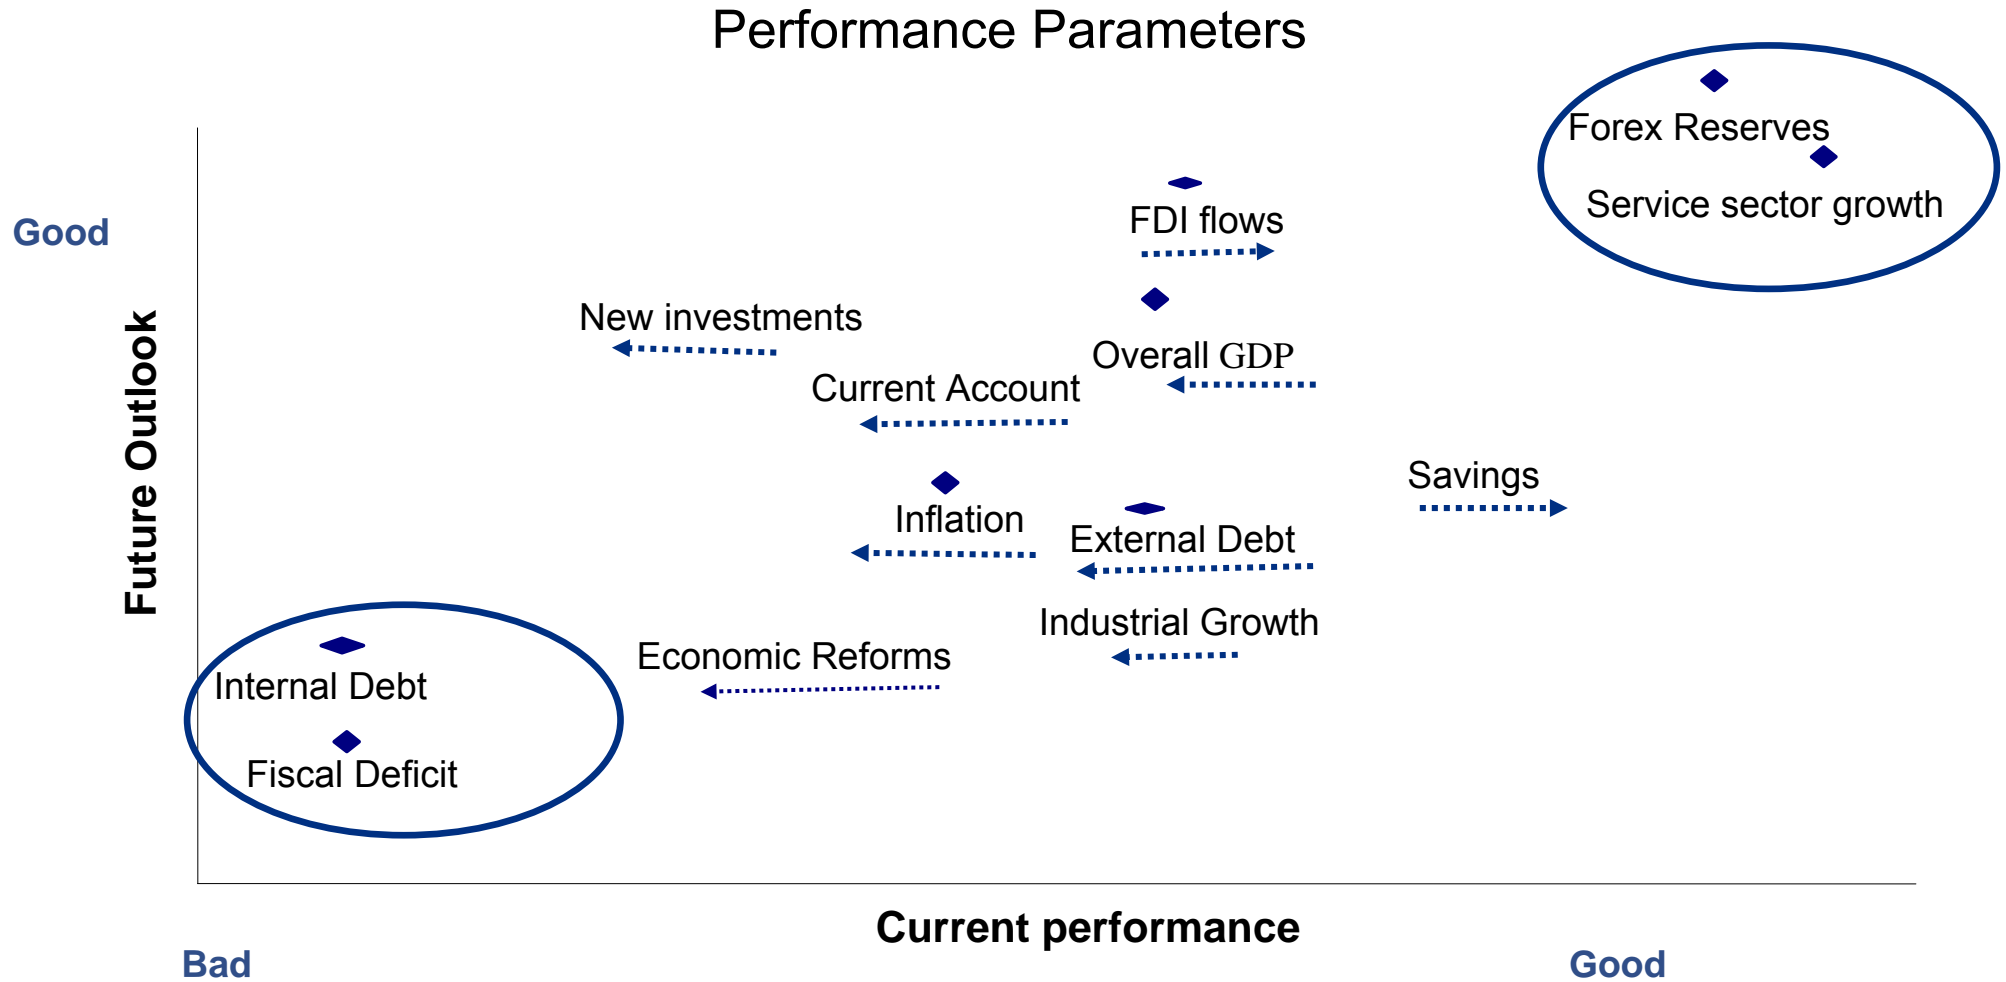 Performance Parameters
Forex Reserves
Service sector growth
FDI flows
Good
New investments
Overall GDP
Current Account
Savings
Inflation
External Debt
Future Outlook
Industrial Growth
Economic Reforms
Internal Debt
Fiscal Deficit
Current performance
Bad
Good